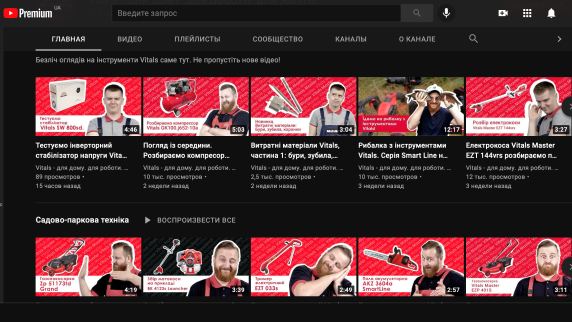 Premium UA
Введите запрос
ГЛАВНАЯ ВИДЕО ПЛЕЙЛИСТЫ СООБЩЕСТВО КАНАЛЫ О КАНАЛЕ
Безліч оглядів на інструменти Vitals саме тут. Не пропустіть нове відео!
Тестуємо
стабілізатор
Vitals SW 800sd
4:46
Розбираємо компресор
Vitals GK100.j652-10a
5:03
Новинка
Витратні матеріали:
бури, зубила, коронки
3:04
Їдемо на рибалку з
інструментами
Vitals!
12:17
Розбір електрокоси
Vitals Master EZT 144vrs
3:27
Тестуємо інверторний
стабілізатор напруги Vita...
Vitals - для дому. для роботи. ...
89 просмотров •
15 часов назад
Погляд із середини.
Розбираємо компресор...
Vitals - для дому. для роботи. ...
10 тыс. просмотров •
2 недели назад
Витратні матеріали Vitals,
частина 1: бури, зубила,...
Vitals - для дому. для роботи. ...
2,5 тыс. просмотров •
2 недели назад
Рибалка з інструментами
Vitals. Серія Smart Line н...
Vitals - для дому. для роботи. ...
10 тыс. просмотров •
3 недели назад
Електрокоса Vitals Master
EZT 144vrs розбираємо п...
Vitals - для дому. для роботи. ...
12 тыс. просмотров •
3 недели назад
Садово-паркова техніка ВОСПРОИЗВЕСТИ ВСЕ
Газонокосарка
Zp E1173td
Grand
4:19
Збір мотокоси
на прикладі
BK 4123s Launcher
3:39
Тример
електричний
EZT 033s
2:49
Пила акумуляторна
AKZ 3604a
SmartLine
2:57
Газонокосарка
Vitals Master
EZP 401S
3:11